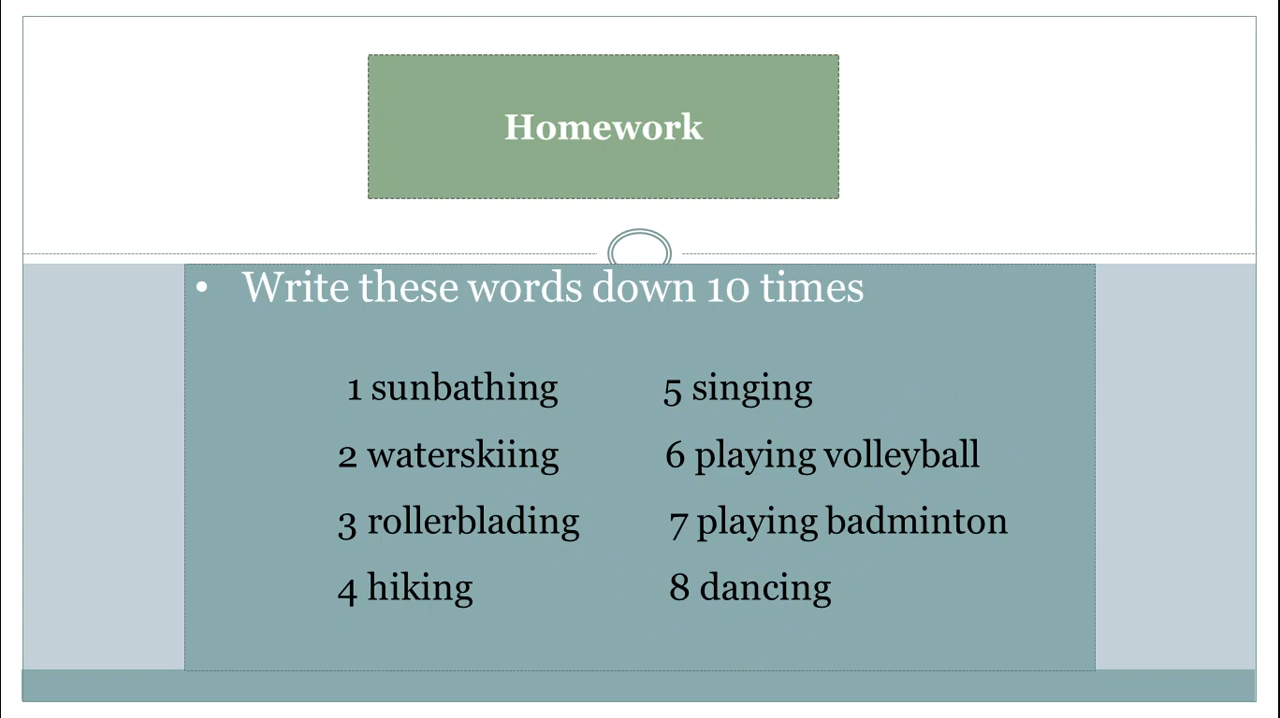 Homework
• Write these words down 10 times
1 sunbathing
2 waterskiing
3 rollerblading
4 hiking
5 singing
6 playing volleyball
7 playing badminton
8 dancing